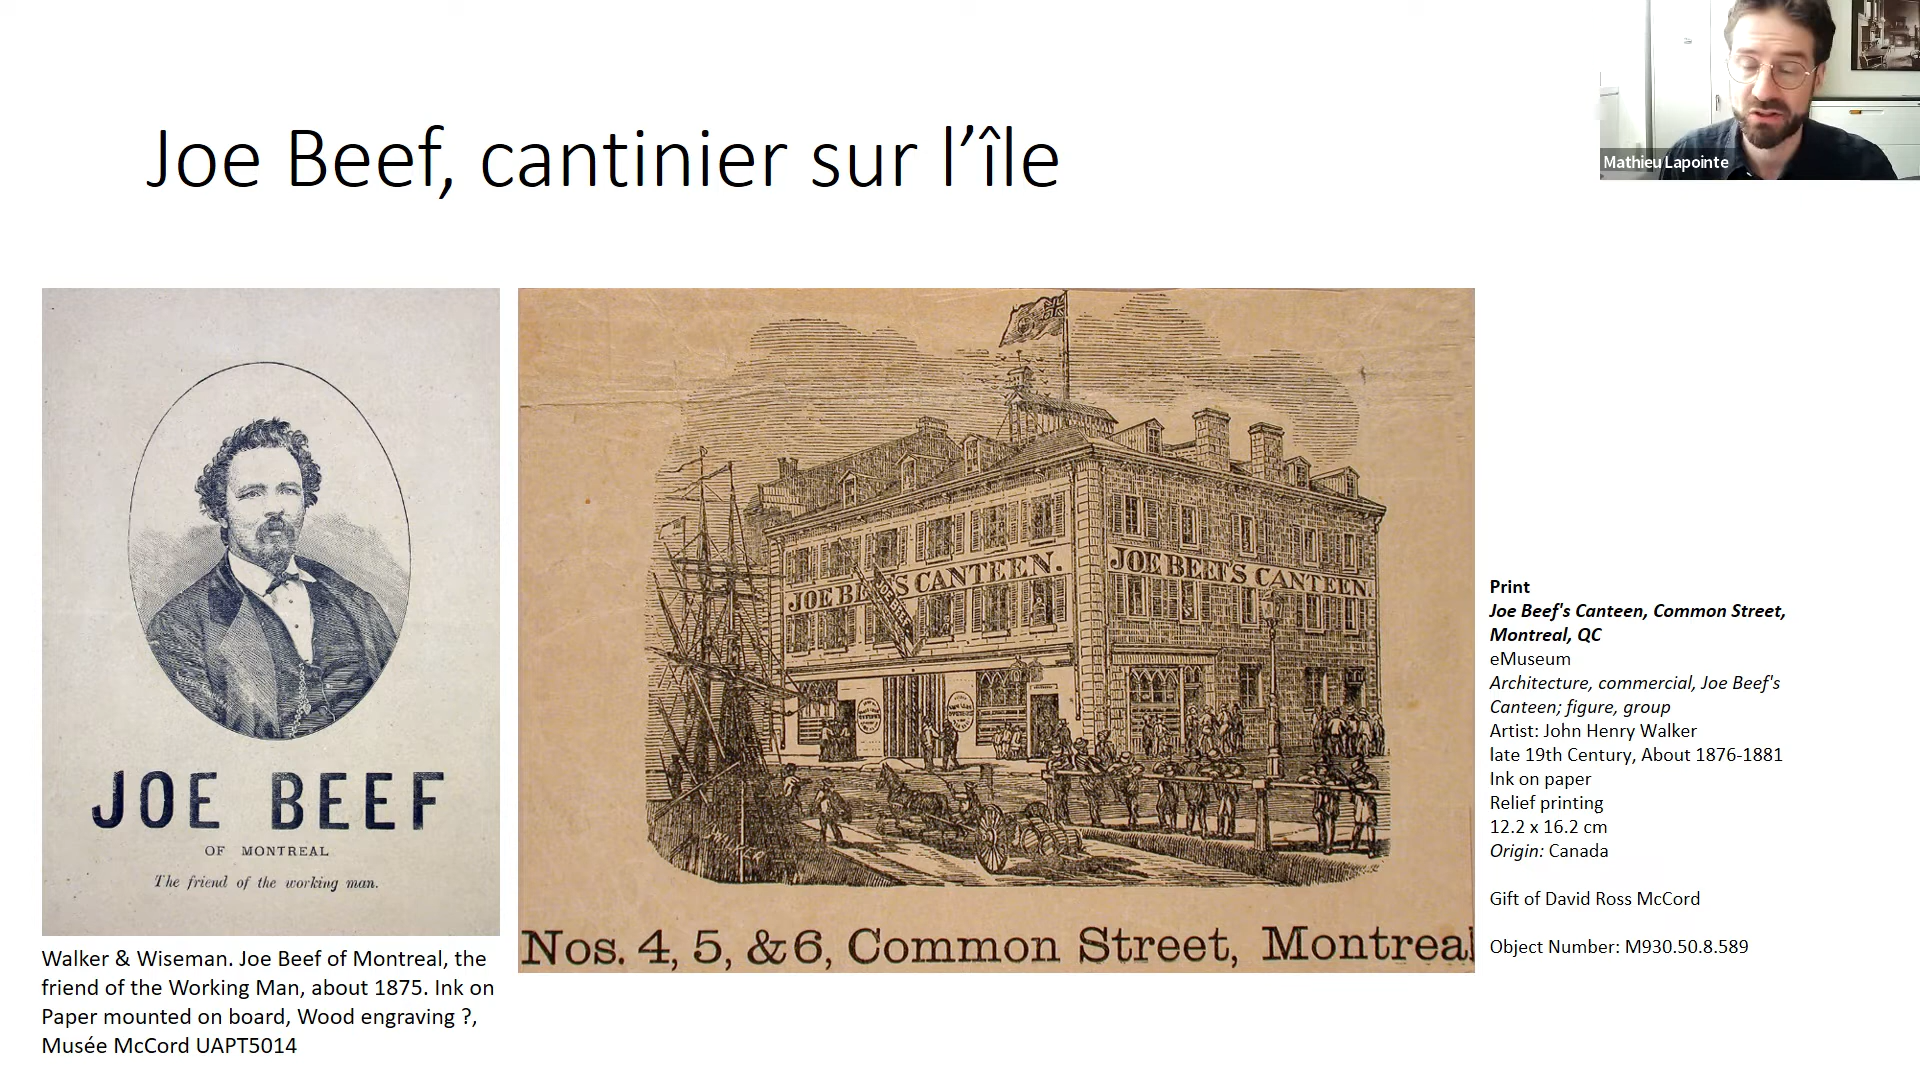 Joe Beef, cantinier sur l’île
Mathieu Lapointe
JOE BEEF
OF MONTREAL
The friend of the working man.
Walker & Wiseman. Joe Beef of Montreal, the
friend of the Working Man, about 1875. Ink on
Paper mounted on board, Wood engraving ?,
Musée McCord UAPT5014
JOE BEEF'S CANTEEN.
JOE BEEF
JOE BEEF'S CANTEEN.
Nos. 4, 5, & 6, Common Street, Montreal
Print
Joe Beef's Canteen, Common Street,
Montreal, QC
eMuseum
Architecture, commercial, Joe Beef's
Canteen; figure, group
Artist: John Henry Walker
late 19th Century, About 1876-1881
Ink on paper
Relief printing
12.2 x 16.2 cm
Origin: Canada
Gift of David Ross McCord
Object Number: M930.50.8.589